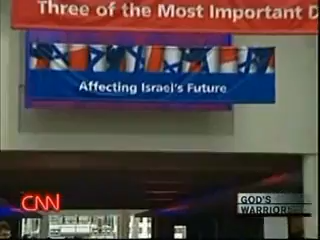 Three of the Most Important D
Affecting Israel's Future
CNN
GOD'S
WARRIORS